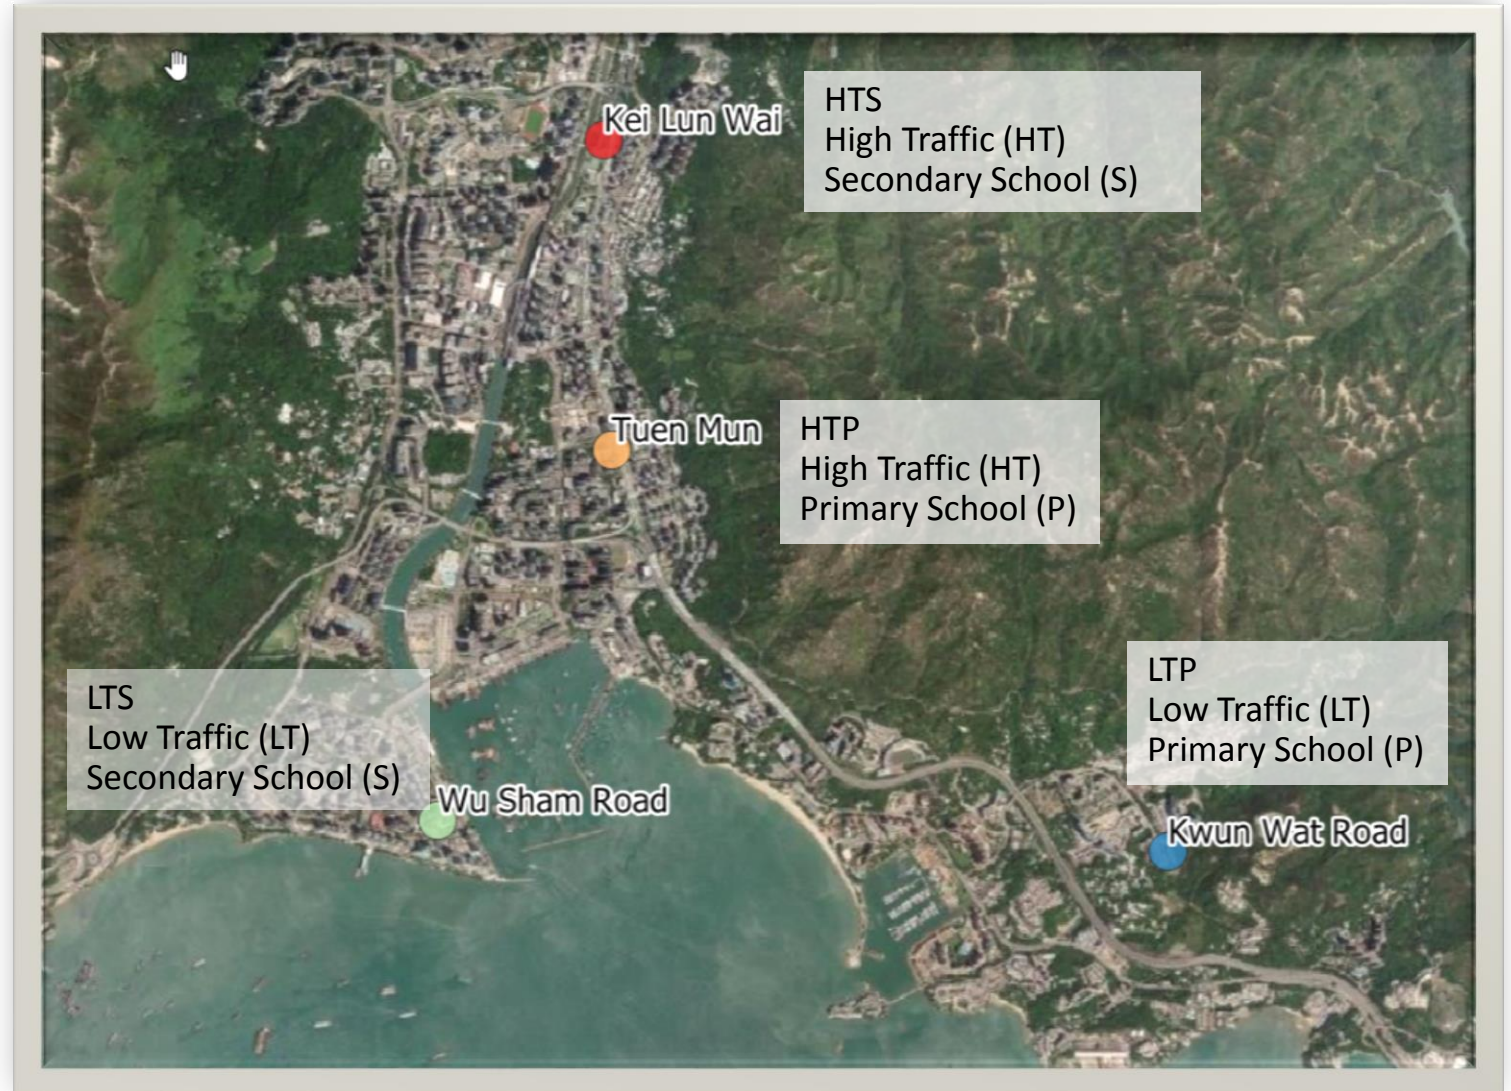 Kei Lun Wai
HTS
High Traffic (HT)
Secondary School (S)
Tuen Mun
HTP
High Traffic (HT)
Primary School (P)
LTS
Low Traffic (LT)
Secondary School (S)
Wu Sham Road
LTP
Low Traffic (LT)
Primary School (P)
Kwun Wat Road